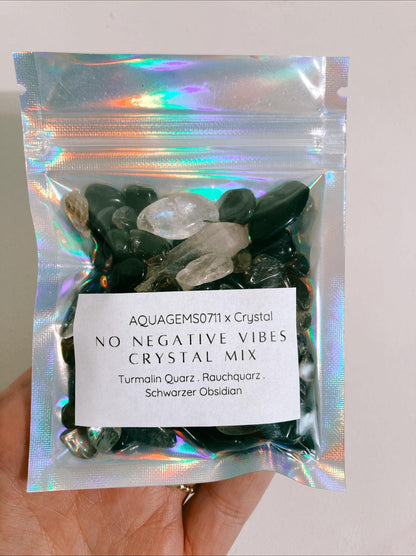 AQUAGEMS0711 x Crystal
NO NEGATIVE VIBES
CRYSTAL MIX
Turmalin Quarz . Rauchquarz .
Schwarzer Obsidian